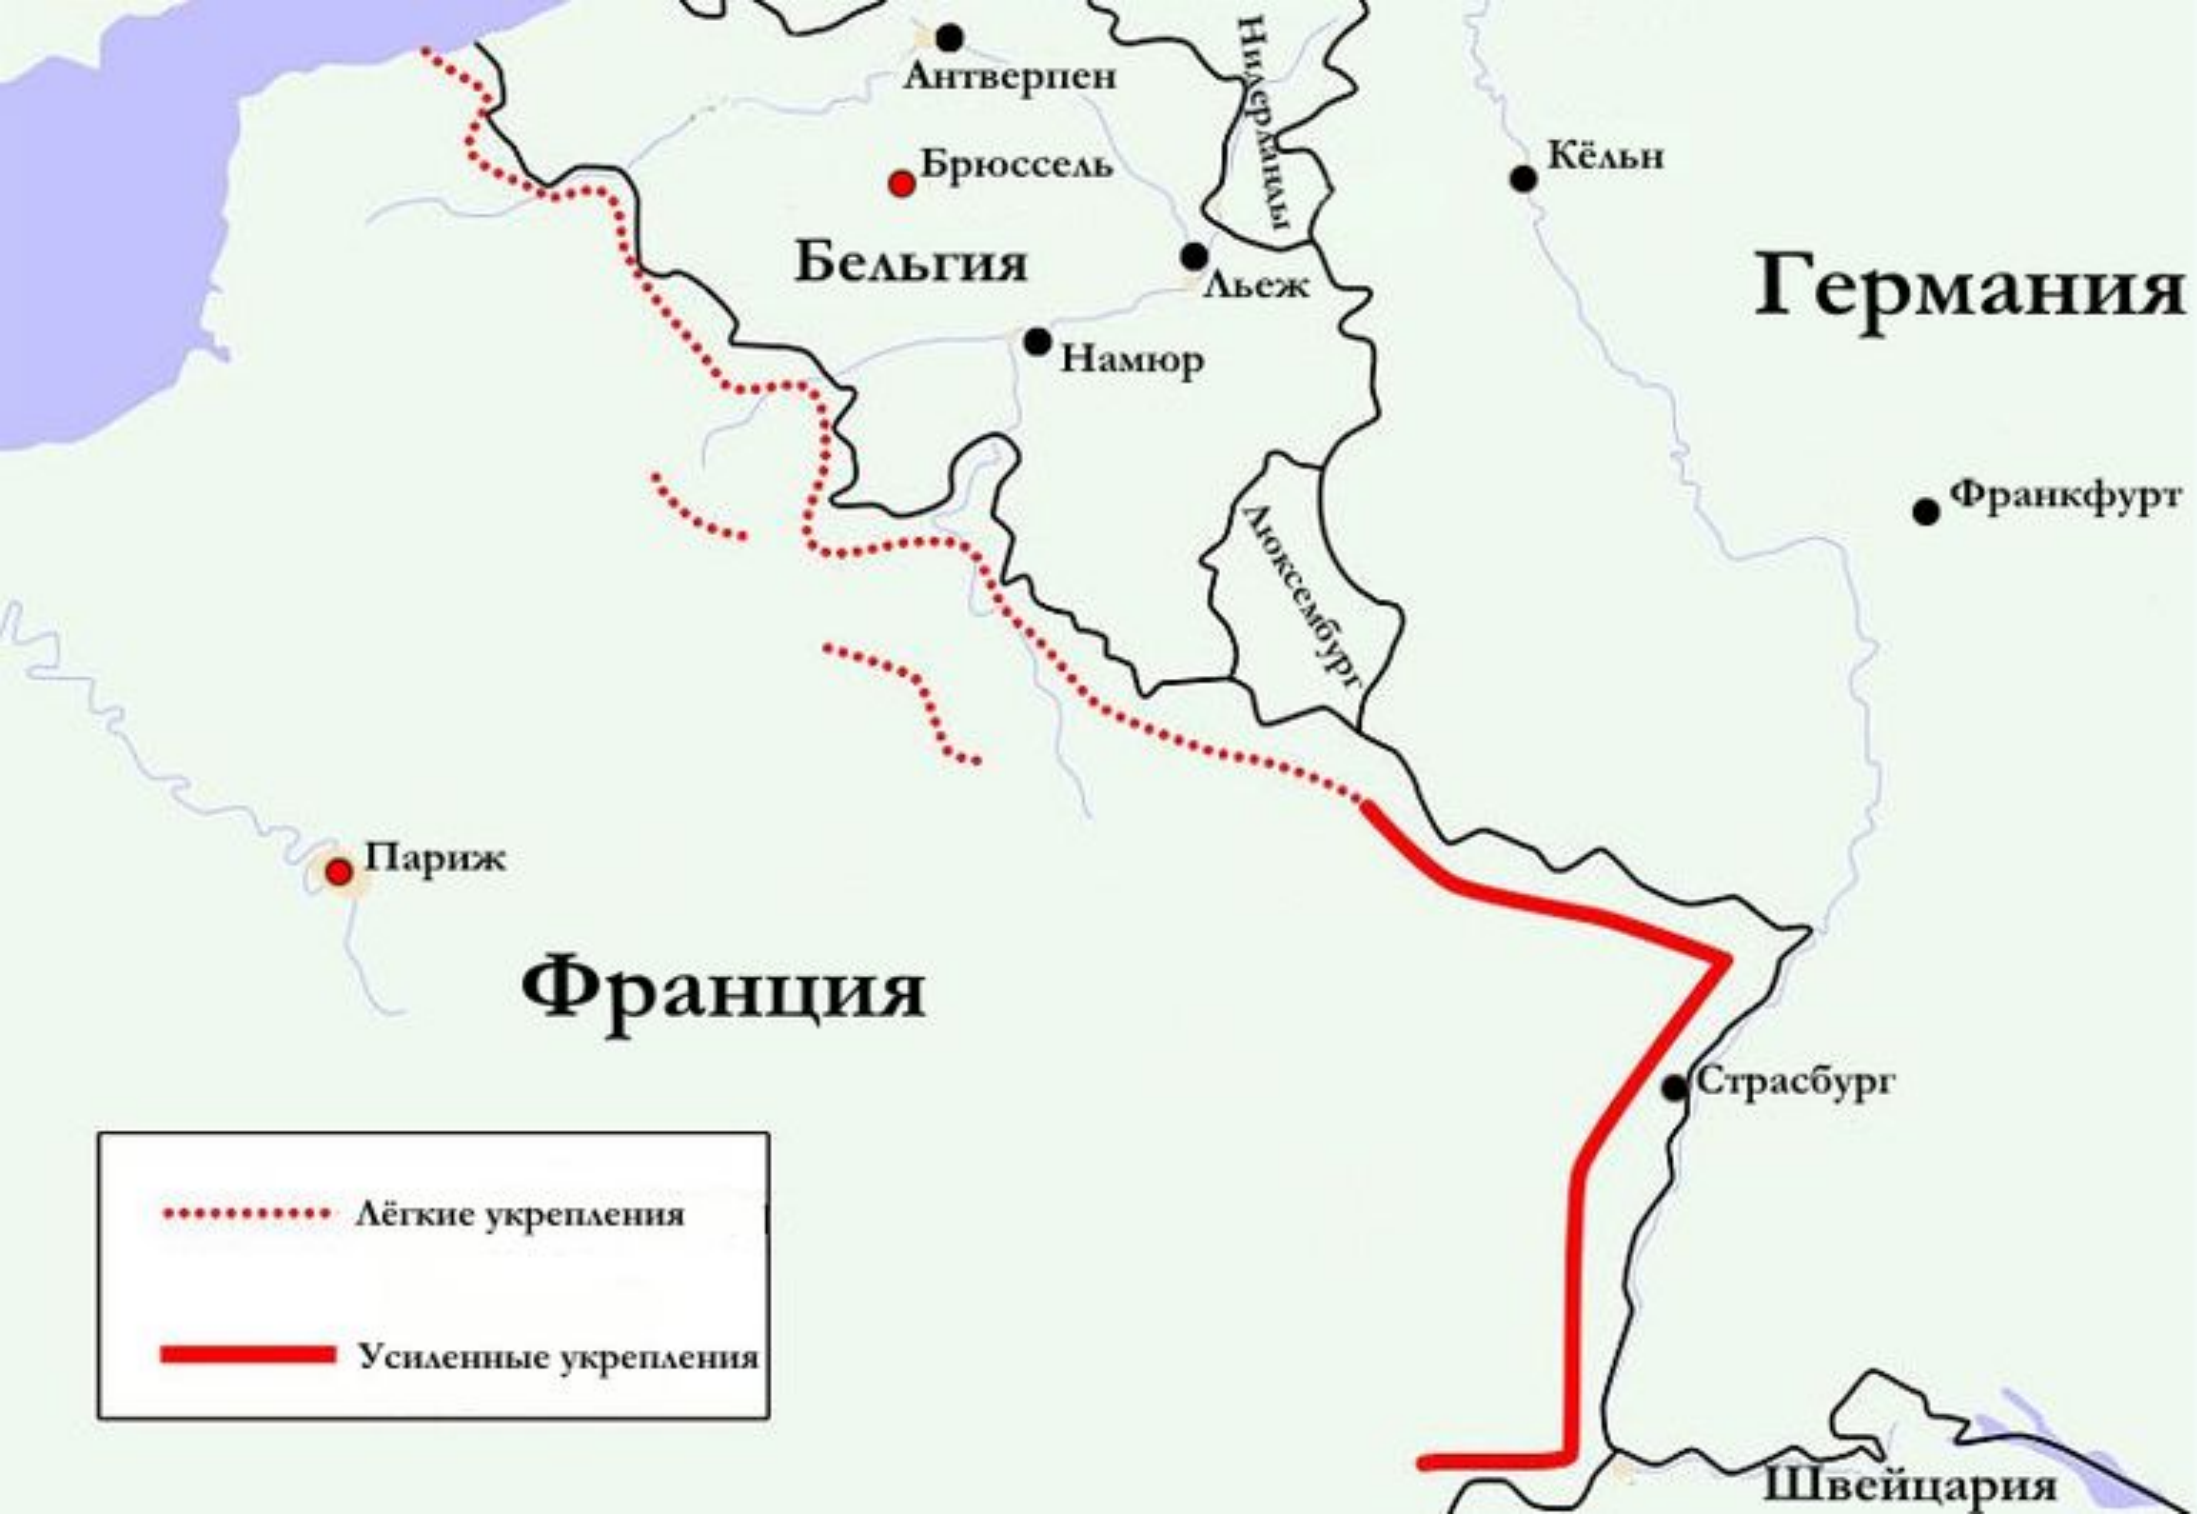 Нидерланды
Антверпен
Брюссель
Кёльн
Бельгия
Льеж
Германия
Намюр
Франкфурт
Люксембург
Париж
Франция
Страсбург
Лёгкие укрепления
Усиленные укрепления
Швейцария